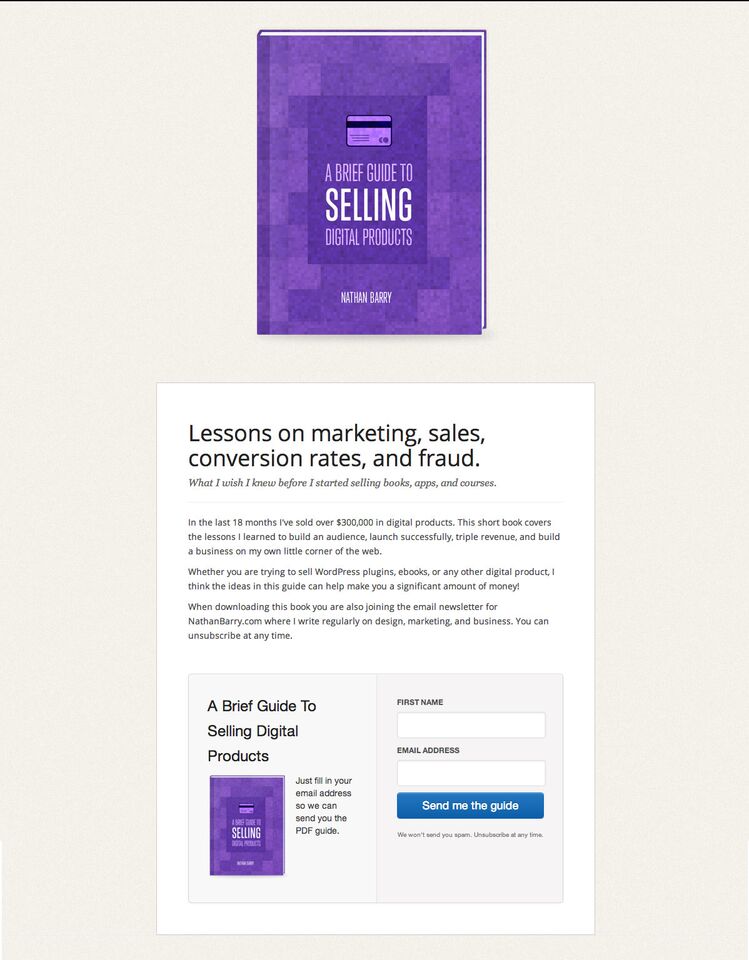 A BRIEF GUIDE TO
SELLING
DIGITAL PRODUCTS
NATHAN BARRY
Lessons on marketing, sales,
conversion rates, and fraud.
What I wish I knew before I started selling books, apps, and courses.
In the last 18 months I've sold over $300,000 in digital products. This short book covers
the lessons I learned to build an audience, launch successfully, triple revenue, and build
a business on my own little corner of the web.
Whether you are trying to sell WordPress plugins, ebooks, or any other digital product, I
think the ideas in this guide can help make you a significant amount of money!
When downloading this book you are also joining the email newsletter for
NathanBarry.com where I write regularly on design, marketing, and business. You can
unsubscribe at any time.
A Brief Guide To
Selling Digital
Products
A BRIEF GUIDE TO
SELLING
DIGITAL PRODUCTS
NATHAN BARRY
Just fill in your
email address
so we can
send you the
PDF guide.
FIRST NAME
EMAIL ADDRESS
Send me the guide
We won't send you spam. Unsubscribe at any time.